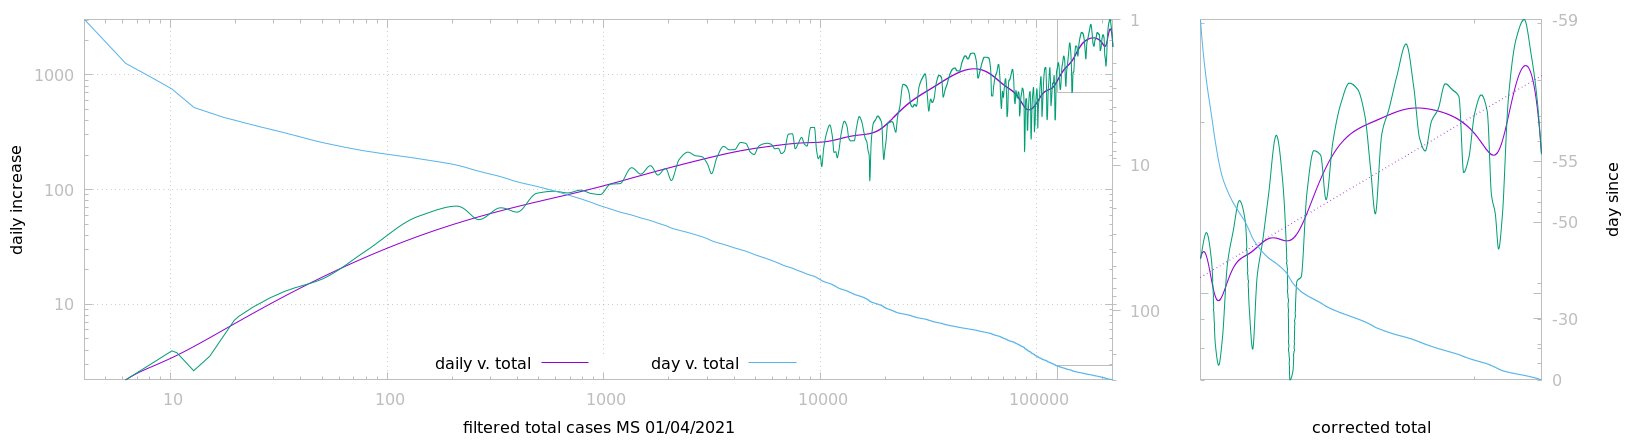 1000
100
10
daily increase
10
100
1000
10000
100000
filtered total cases MS 01/04/2021
daily v. total
day v. total
1
10
100
-59
-55
-50
-30
0
day since
corrected total